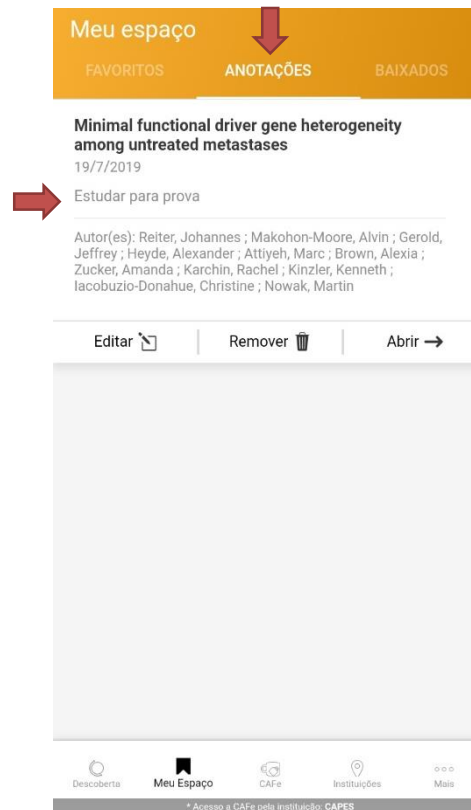 Meu espaço
FAVORITOS ANOTAÇÕES BAIXADOS
Minimal functional driver gene heterogeneity
among untreated metastases
19/7/2019
Estudar para prova
Autor(es): Reiter, Johannes ; Makohon-Moore, Alvin ; Gerold,
Jeffrey ; Heyde, Alexander ; Attiyeh, Marc ; Brown, Alexia ;
Zucker, Amanda ; Karchin, Rachel ; Kinzler, Kenneth ;
Iacobuzio-Donahue, Christine ; Nowak, Martin
Editar Remover Abrir
Descoberta Meu Espaço CAFe Instituições Mais
* Acesso a CAFe pela instituição: CAPES